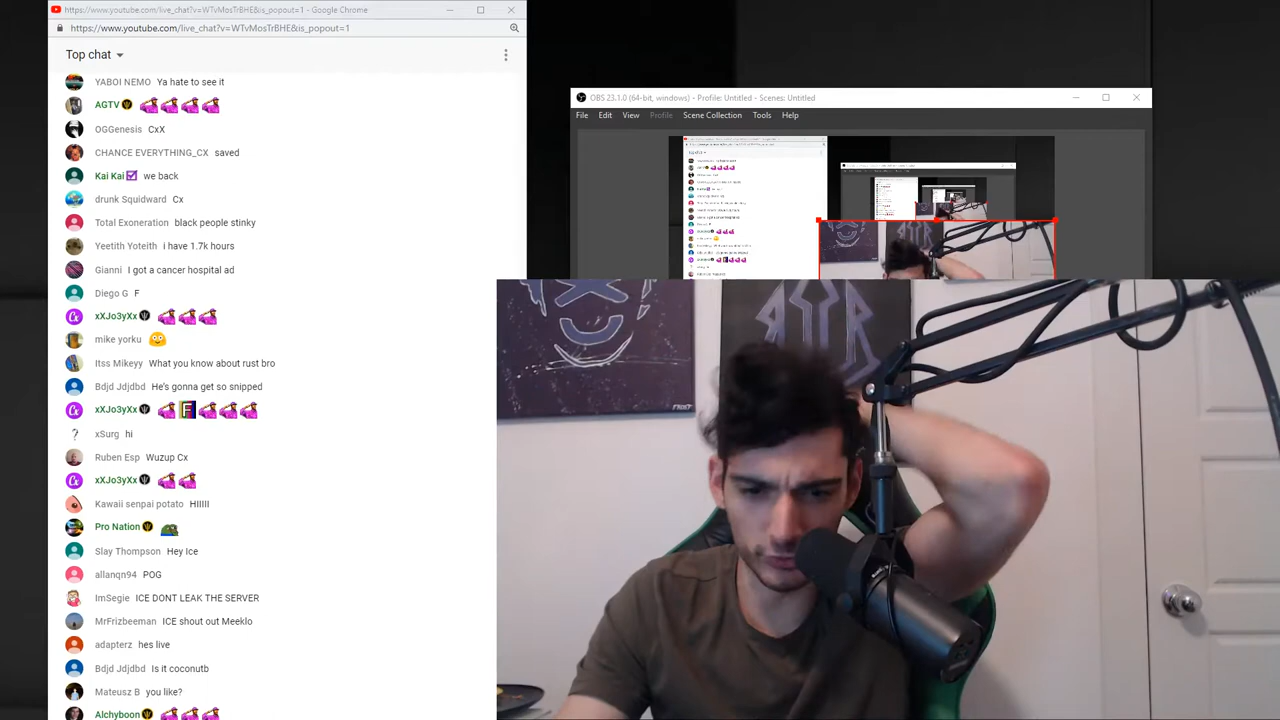 https://www.youtube.com/live_chat?v=WTvMosTrBHE&is_popout=1 - Google Chrome
https://www.youtube.com/live_chat?v=WTvMosTrBHE&is_popout=1
Top chat
YABOI NEMO Ya hate to see it
AGTV
OGGenesis CxX
CHANCE EVERYTHING_CX saved
Kai Kai we back
drunk Squidward Cx
Total Exoneration black people stinky
Yeetith Yoteith i have 1.7k hours
Gianni I got a cancer hospital ad
Diego G F
xXJo3yXx
mike yorku
Itss Mikeyy What you know about rust bro
Bdjd Jdjdbd He's gonna get so snipped
xXJo3yXx F
xSurg hi
Ruben Esp Wuzup Cx
Cx xXJo3yXx
Kawaii senpai potato HIIIII
Pro Nation
Slay Thompson Hey Ice
allanqn94 POG
ImSegie ICE DONT LEAK THE SERVER
MrFrizbeeman ICE shout out Meeklo
adapterz hes live
Bdjd Jdjdbd Is it coconutb
Mateusz B you like?
Alchyboon
OBS 23.1.0 (64-bit, windows) - Profile: Untitled - Scenes: Untitled
File Edit View Profile Scene Collection Tools Help
FROST